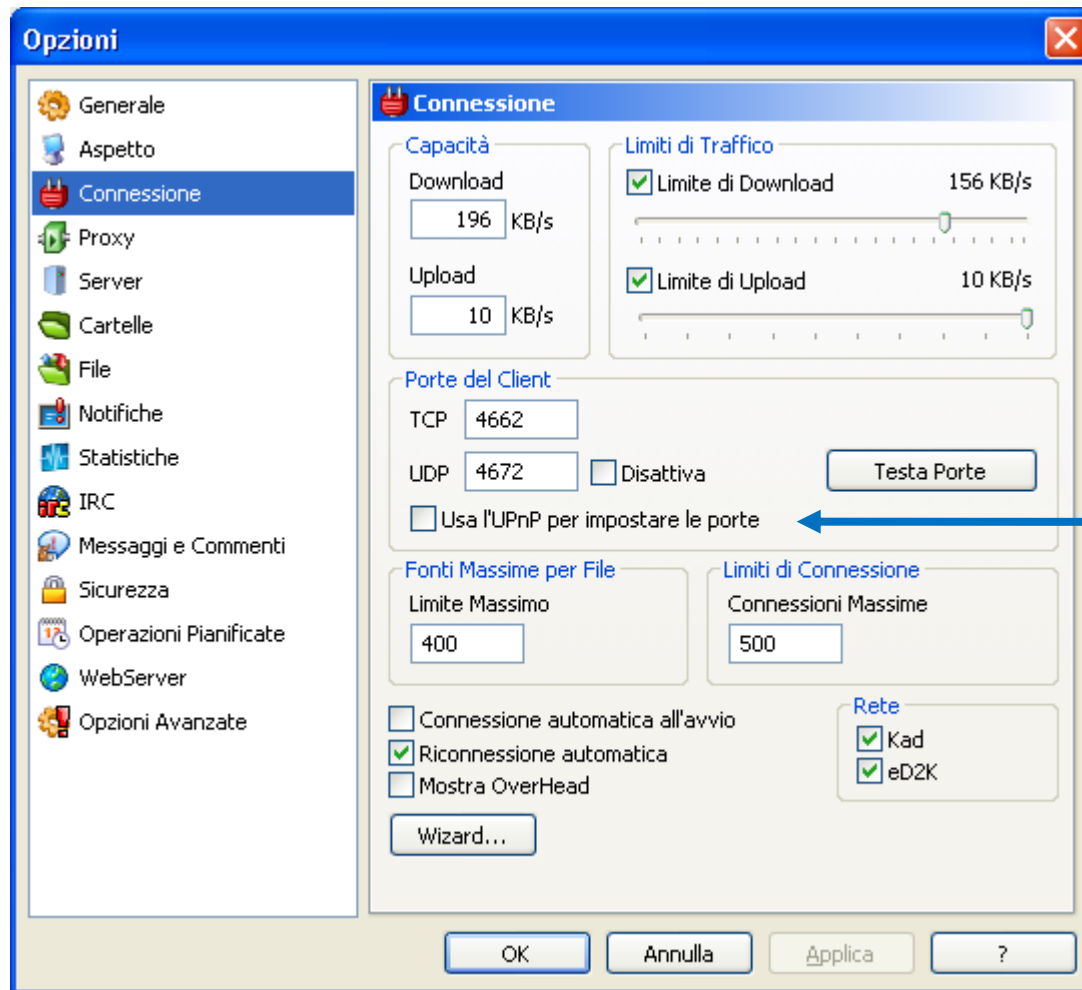 Opzioni
Generale
Aspetto
Connessione
Proxy
Server
Cartelle
File
Notifiche
Statistiche
IRC
Messaggi e Commenti
Sicurezza
Operazioni Pianificate
WebServer
Opzioni Avanzate
Connessione
Capacità
Download
196 KB/s
Upload
10 KB/s
Limiti di Traffico
Limite di Download 156 KB/s
Limite di Upload 10 KB/s
Porte del Client
TCP 4662
UDP 4672 Disattiva Testa Porte
Usa l'UPnP per impostare le porte
Fonti Massime per File
Limite Massimo
400
Limiti di Connessione
Connessioni Massime
500
Connessione automatica all'avvio
Riconnessione automatica
Mostra OverHead
Rete
Kad
eD2K
Wizard...
OK Annulla Applica ?